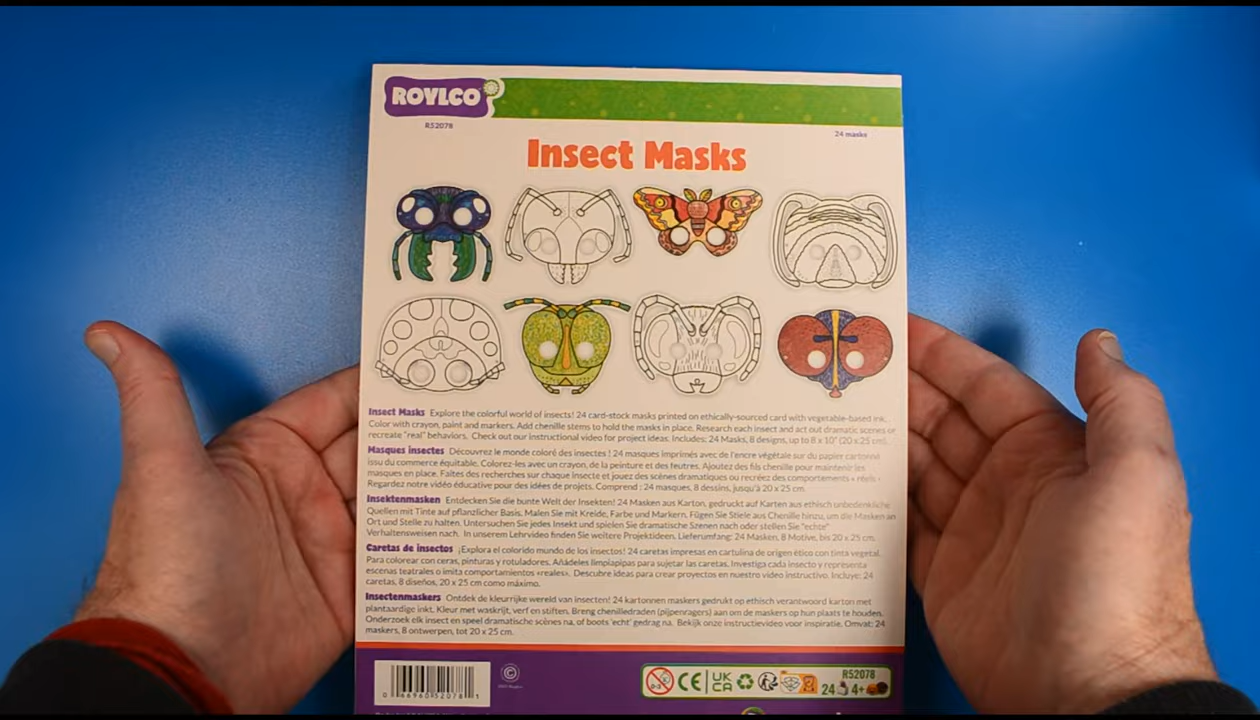 ROYLCO
R52078
24 masks
Insect Masks
Insect Masks Explore the colorful world of insects! 24 card-stock masks printed on ethically-sourced card with vegetable-based ink.
Color with crayon, paint and markers. Add chenille stems to hold the masks in place. Research each insect and act out dramatic scenes or
recreate "real" behaviors. Check out our instructional video for project ideas. Includes: 24 Masks, 8 designs, up to 8 x 10" (20 x 25 cm).
Masques insectes Découvrez le monde coloré des insectes ! 24 masques imprimés avec de l'encre végétale sur du papier cartonné
issu du commerce équitable. Colorez-les avec un crayon, de la peinture et des feutres. Ajoutez des fils chenille pour maintenir les
masques en place. Faites des recherches sur chaque insecte et jouez des scènes dramatiques ou recréez des comportements « réels ».
Regardez notre vidéo éducative pour des idées de projets. Comprend : 24 masques, 8 dessins, jusqu'à 20 x 25 cm.
Insektenmasken Entdecken Sie die bunte Welt der Insekten! 24 Masken aus Karton, gedruckt auf Karten aus ethisch unbedenkliche
Quellen mit Tinte auf pflanzlicher Basis. Malen Sie mit Kreide, Farbe und Markern. Fügen Sie Stiele aus Chenille hinzu, um die Masken an
Ort und Stelle zu halten. Untersuchen Sie jedes Insekt und spielen Sie dramatische Szenen nach oder stellen Sie "echte"
Verhaltensweisen nach. In unserem Lehrvideo finden Sie weitere Projektideen. Lieferumfang: 24 Masken, 8 Motive, bis 20 x 25 cm.
Caretas de insectos ¡Explora el colorido mundo de los insectos! 24 caretas impresas en cartulina de origen ético con tinta vegetal.
Para colorear con ceras, pinturas y rotuladores. Añádeles limpiapipas para sujetar las caretas. Investiga cada insecto y representa
escenas teatrales o imita comportamientos «reales». Descubre ideas para crear proyectos en nuestro vídeo instructivo. Incluye: 24
caretas, 8 diseños, 20 x 25 cm como máximo.
Insectenmaskers Ontdek de kleurrijke wereld van insecten! 24 kartonnen maskers gedrukt op ethisch verantwoord karton met
plantaardige inkt. Kleur met waskrijt, verf en stiften. Breng chenilledraden (pijpenragers) aan om de maskers op hun plaats te houden.
Onderzoek elk insect en speel dramatische scènes na, of boots 'echt' gedrag na. Bekijk onze instructievideo voor inspiratie. Omvat: 24
maskers, 8 ontwerpen, tot 20 x 25 cm.
0 66960 52078 1
©
0-3
CE
UK
CA
R52078
24
4+